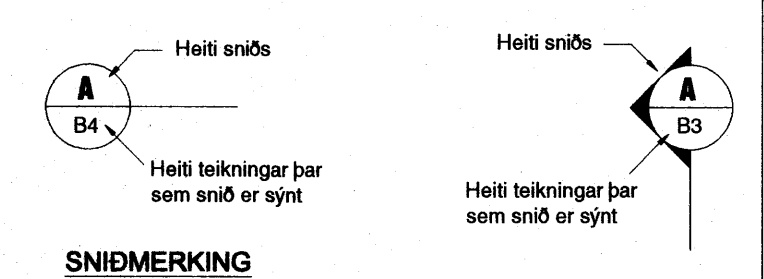 Heiti sniðs
A
B4
Heiti teikningar þar
sem snið er sýnt
Heiti sniðs
A
B3
Heiti teikningar þar
sem snið er sýnt
SNIÐMERKING